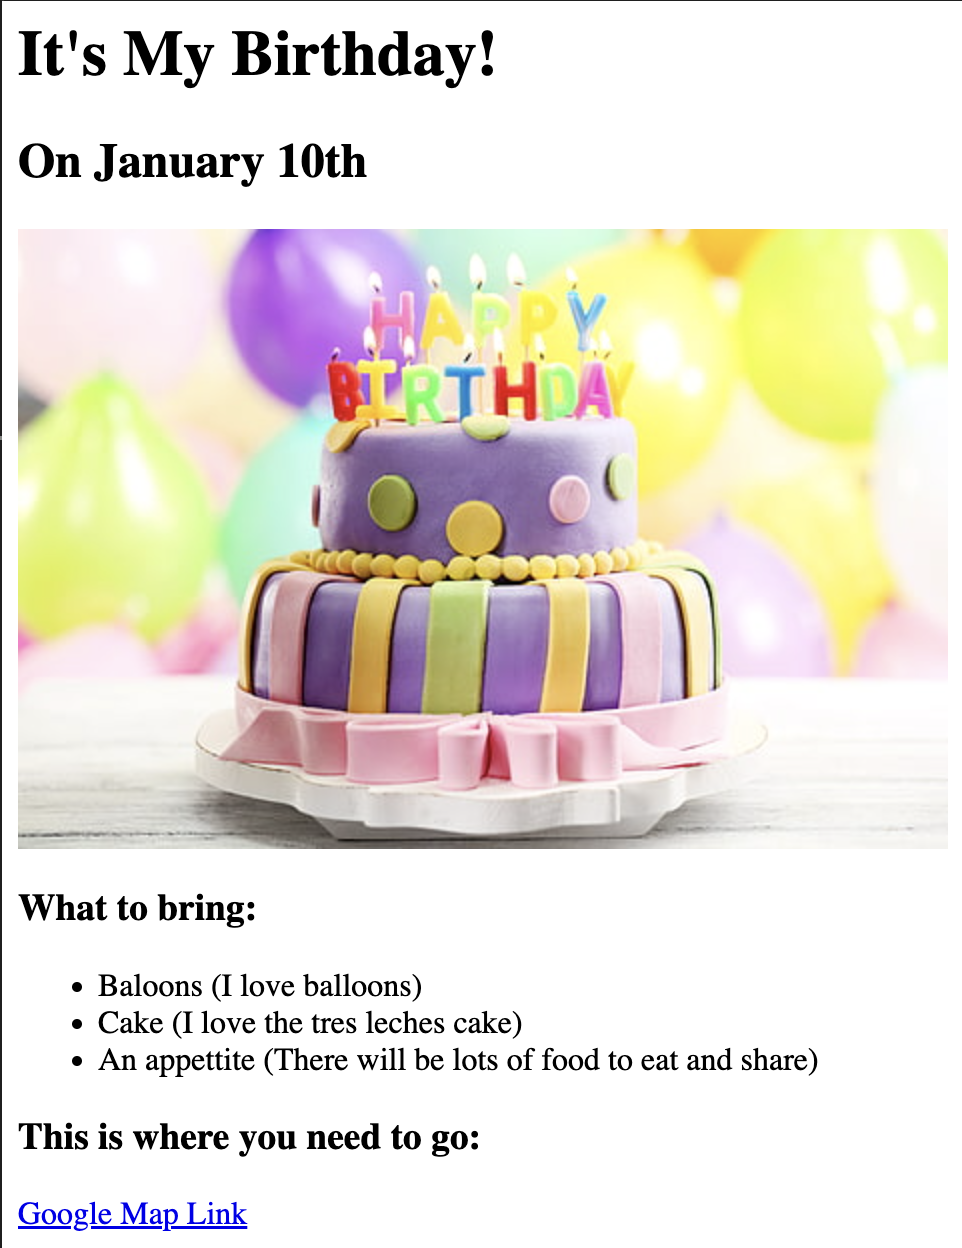 It's My Birthday!
On January 10th
HAPPY
BIRTHDAY
What to bring:
Baloons (I love balloons)
Cake (I love the tres leches cake)
An appettite (There will be lots of food to eat and share)
This is where you need to go:
Google Map Link